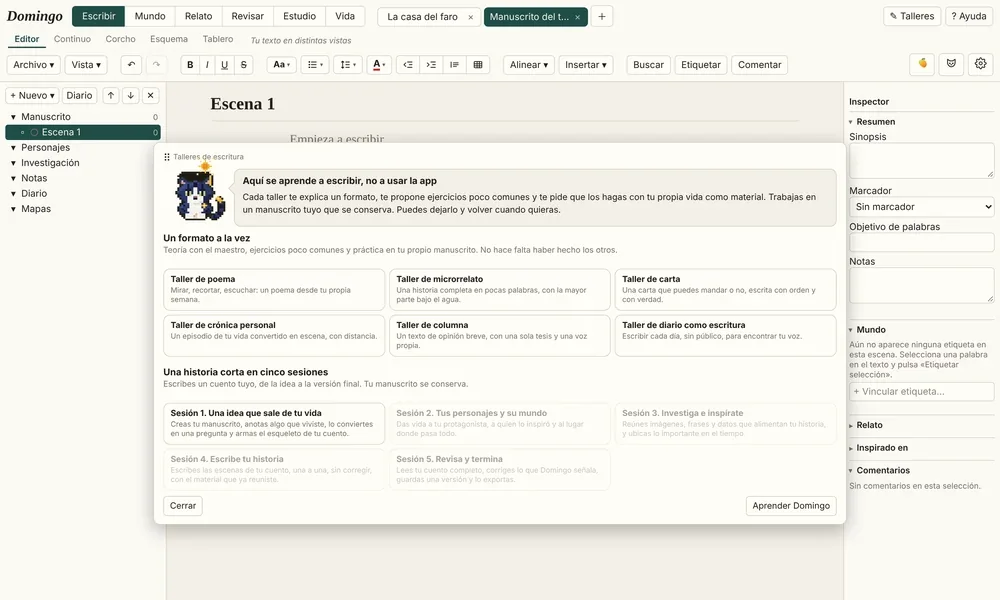 Domingo
Escribir Mundo Relato Revisar Estudio Vida
La casa del faro ×
Manuscrito del t... ×
+
✎ Talleres
? Ayuda
Editor Continuo Corcho Esquema Tablero
Tu texto en distintas vistas
Archivo ▾ Vista ▾
B I U S
Aa
A
Alinear ▾ Insertar ▾
Buscar Etiquetar Comentar
+ Nuevo ▾ Diario ↑ ↓ ✕
▾ Manuscrito 0
Escena 1 0
▾ Personajes
▾ Investigación
▾ Notas
▾ Diario
▾ Mapas
Escena 1
Empieza a escribir
Talleres de escritura
Aquí se aprende a escribir, no a usar la app
Cada taller te explica un formato, te propone ejercicios poco comunes y te pide que los hagas con tu propia vida como material. Trabajas en
un manuscrito tuyo que se conserva. Puedes dejarlo y volver cuando quieras.
Un formato a la vez
Teoría con el maestro, ejercicios poco comunes y práctica en tu propio manuscrito. No hace falta haber hecho los otros.
Taller de poema
Mirar, recortar, escuchar: un poema desde tu propia
semana.
Taller de microrrelato
Una historia completa en pocas palabras, con la mayor
parte bajo el agua.
Taller de carta
Una carta que puedes mandar o no, escrita con orden y
con verdad.
Taller de crónica personal
Un episodio de tu vida convertido en escena, con distancia.
Taller de columna
Un texto de opinión breve, con una sola tesis y una voz
propia.
Taller de diario como escritura
Escribir cada día, sin público, para encontrar tu voz.
Una historia corta en cinco sesiones
Escribes un cuento tuyo, de la idea a la versión final. Tu manuscrito se conserva.
Sesión 1. Una idea que sale de tu vida
Creas tu manuscrito, anotas algo que viviste, lo conviertes
en una pregunta y armas el esqueleto de tu cuento.
Sesión 2. Tus personajes y su mundo
Das vida a tu protagonista, a quien lo inspiró y al lugar
donde pasa todo.
Sesión 3. Investiga e inspírate
Reúnes imágenes, frases y datos que alimentan tu historia,
y ubicas lo importante en el tiempo.
Sesión 4. Escribe tu historia
Escribes las escenas de tu cuento, una a una, sin corregir,
con el material que ya reuniste.
Sesión 5. Revisa y termina
Lees tu cuento completo, corriges lo que Domingo señala,
guardas una versión y lo exportas.
Cerrar
Aprender Domingo
Inspector
▾ Resumen
Sinopsis
Marcador
Sin marcador
Objetivo de palabras
Notas
▾ Mundo
Aún no aparece ninguna etiqueta en
esta escena. Selecciona una palabra
en el texto y pulsa «Etiquetar
selección».
+ Vincular etiqueta...
▸ Relato
▸ Inspirado en
▾ Comentarios
Sin comentarios en esta selección.